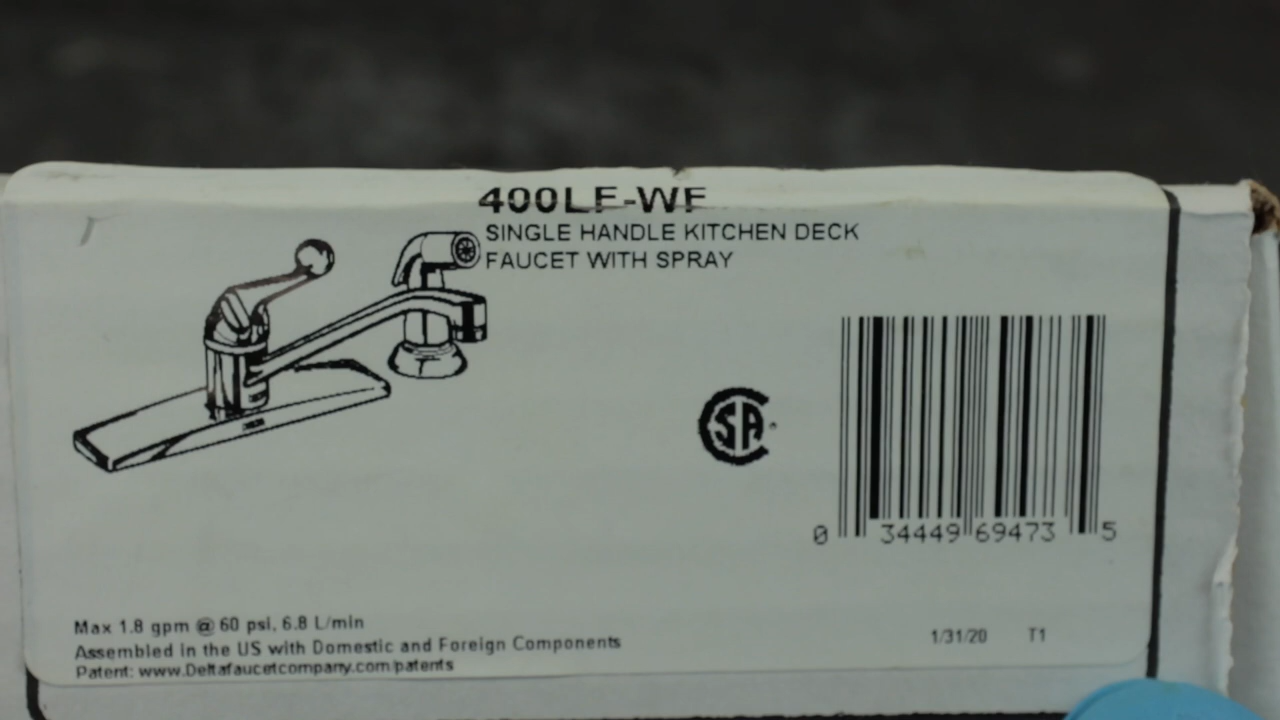 400LF-WF
SINGLE HANDLE KITCHEN DECK
FAUCET WITH SPRAY
CSA
0 34449 69473 5
Max 1.8 gpm @ 60 psi, 6.8 L/min
Assembled in the US with Domestic and Foreign Components
Patent: www.Deltafaucetcompany.com/patents
1/31/20 T1